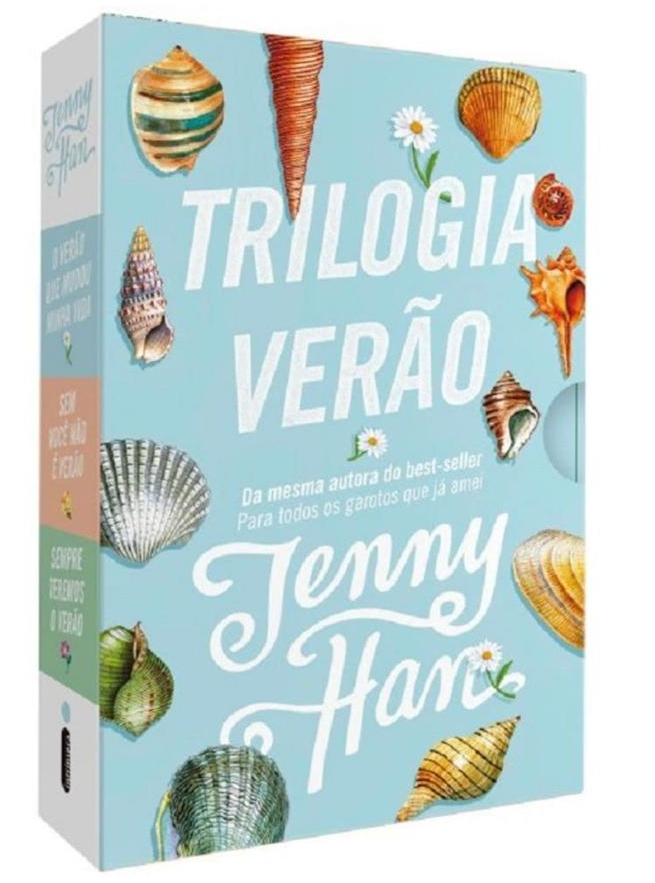 TRILOGIA
VERÃO
Da mesma autora do best-seller
Para todos os garotos que já amei
Jenny
Han
Jenny
Han
O VERÃO
QUE MUDOU
MINHA VIDA
SEM
VOCÊ NÃO
É VERÃO
SEMPRE
TEREMOS
O VERÃO